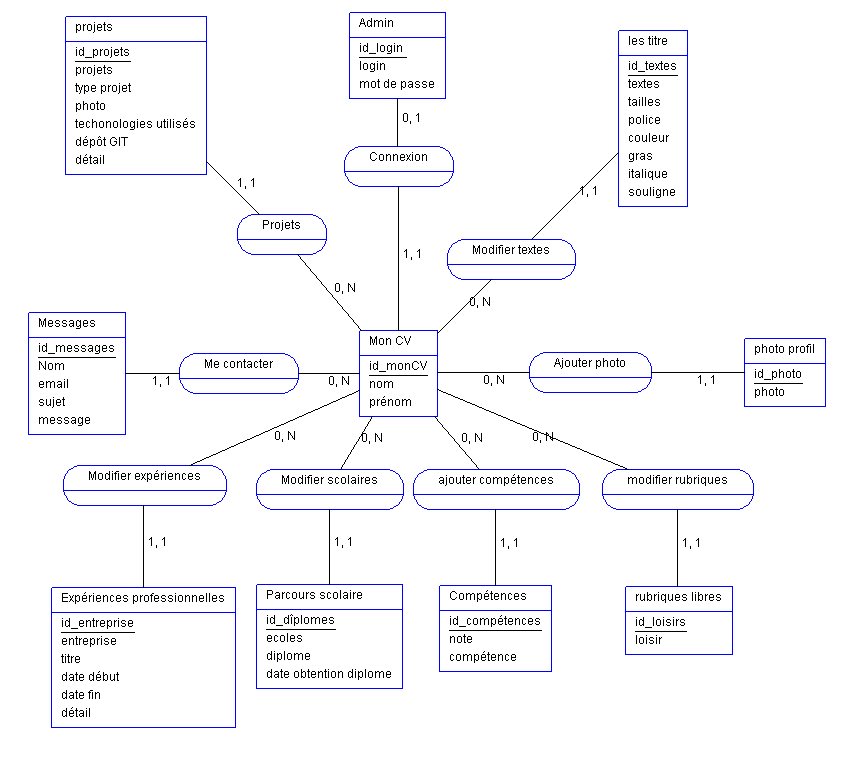 projets
id_projets
projets
type projet
photo
techonologies utilisés
dépôt GIT
détail
Admin
id_login
login
mot de passe
les titre
id_textes
textes
tailles
police
couleur
gras
italique
souligne
0, 1
Connexion
1, 1
1, 1
1, 1
Projets
Modifier textes
0, N
0, N
Messages
id_messages
Nom
email
sujet
message
1, 1
Me contacter
0, N
Mon CV
id_monCV
nom
prénom
0, N
Ajouter photo
1, 1
photo profil
id_photo
photo
0, N
0, N
0, N
0, N
Modifier expériences
Modifier scolaires
ajouter compétences
modifier rubriques
1, 1
1, 1
1, 1
1, 1
Expériences professionnelles
id_entreprise
entreprise
titre
date début
date fin
détail
Parcours scolaire
id_dîplomes
ecoles
diplome
date obtention diplome
Compétences
id_compétences
note
compétence
rubriques libres
id_loisirs
loisir